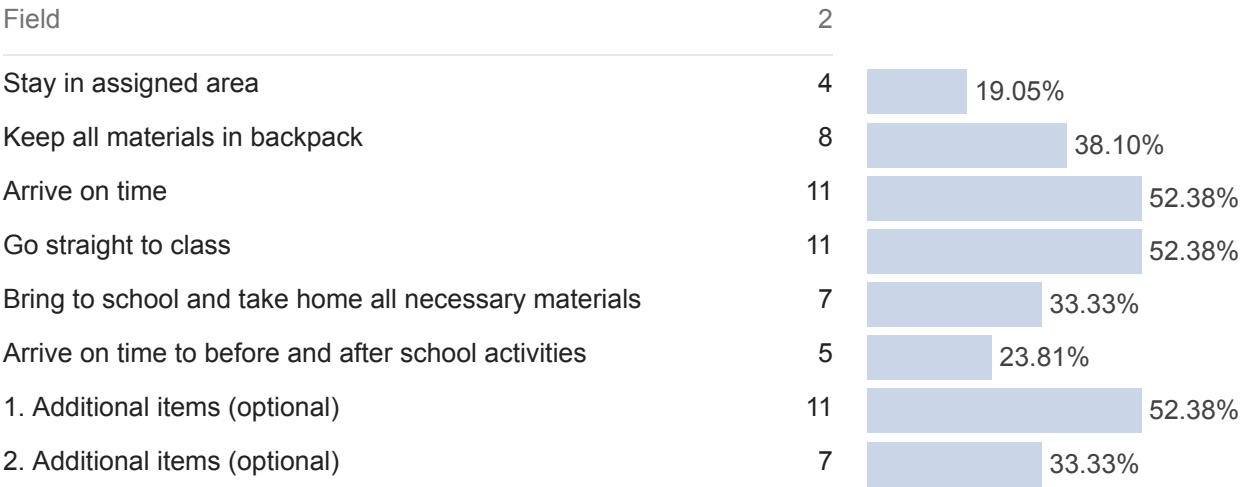 Field 2
Stay in assigned area 4 19.05%
Keep all materials in backpack 8 38.10%
Arrive on time 11 52.38%
Go straight to class 11 52.38%
Bring to school and take home all necessary materials 7 33.33%
Arrive on time to before and after school activities 5 23.81%
1. Additional items (optional) 11 52.38%
2. Additional items (optional) 7 33.33%